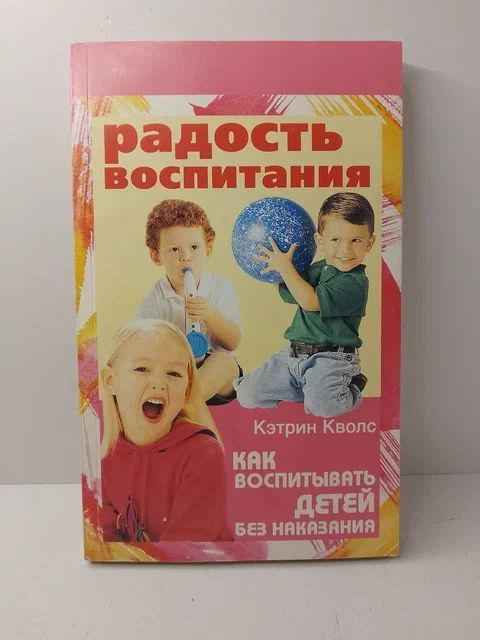 радость
воспитания
Кэтрин Кволс
КАК
ВОСПИТЫВАТЬ
ДЕТЕЙ
БЕЗ НАКАЗАНИЯ